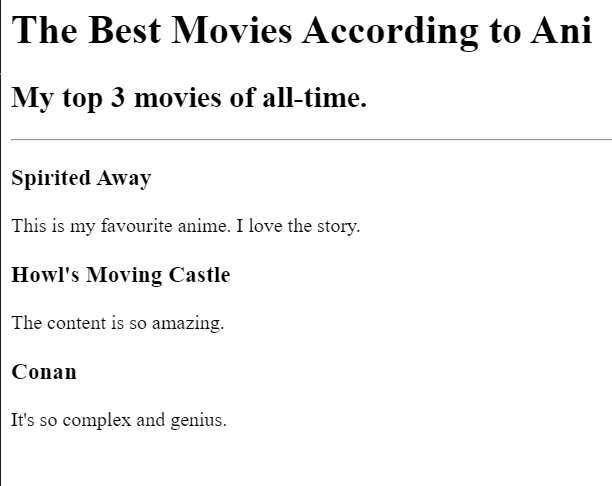 The Best Movies According to Ani
My top 3 movies of all-time.
Spirited Away
This is my favourite anime. I love the story.
Howl's Moving Castle
The content is so amazing.
Conan
It's so complex and genius.